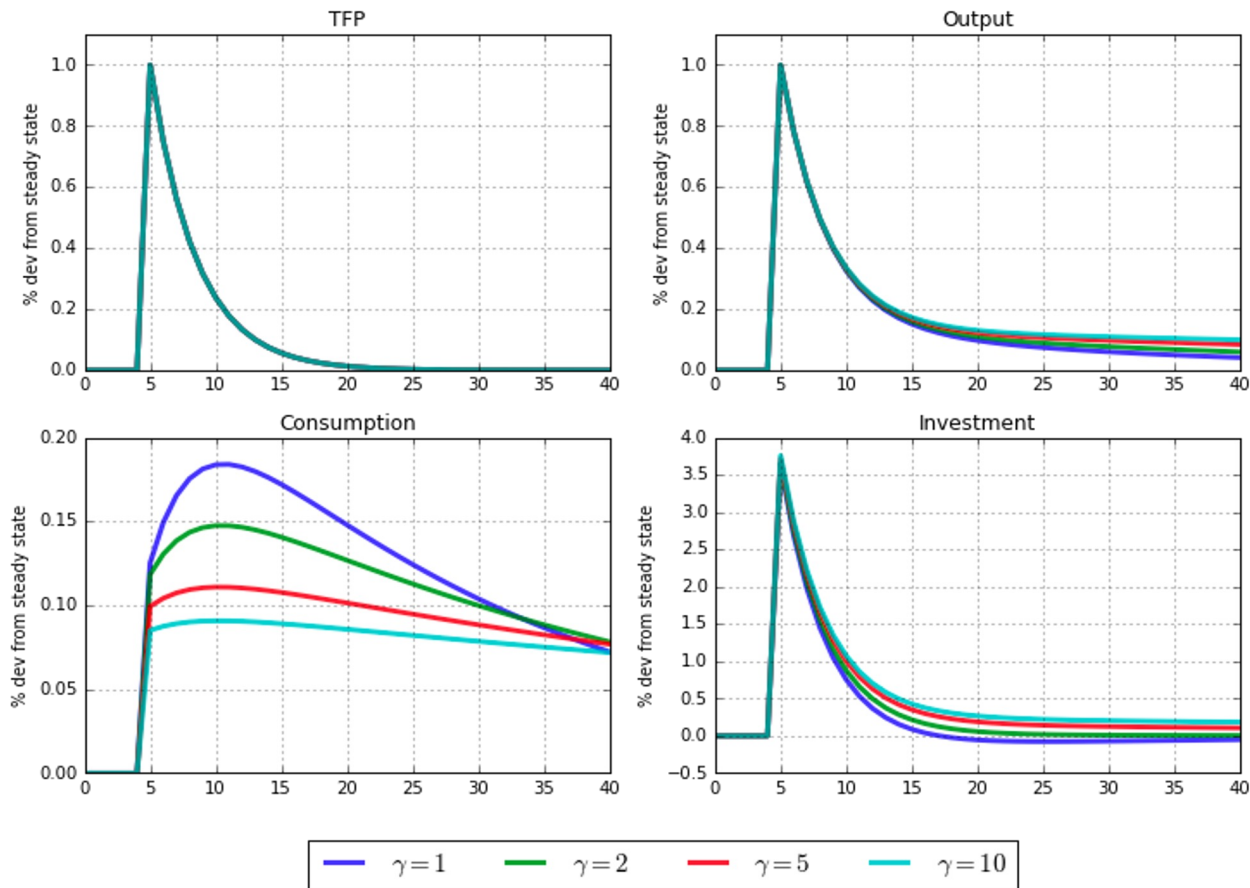 TFP
% dev from steady state
1.0
0.8
0.6
0.4
0.2
0.0
0 5 10 15 20 25 30 35 40
Output
% dev from steady state
1.0
0.8
0.6
0.4
0.2
0.0
0 5 10 15 20 25 30 35 40
Consumption
% dev from steady state
0.20
0.15
0.10
0.05
0.00
0 5 10 15 20 25 30 35 40
Investment
% dev from steady state
4.0
3.5
3.0
2.5
2.0
1.5
1.0
0.5
0.0
−0.5
0 5 10 15 20 25 30 35 40
γ = 1 γ = 2 γ = 5 γ = 10